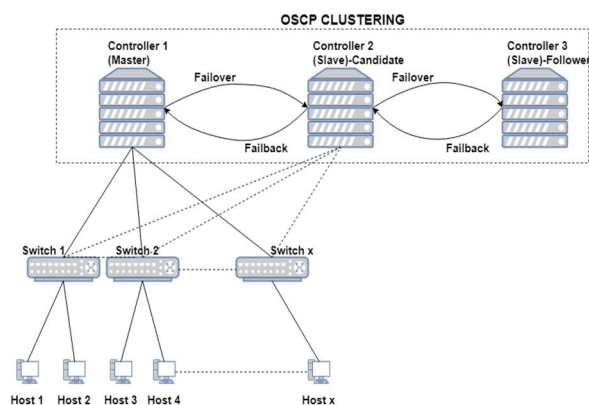 OSCP CLUSTERING
Controller 1
(Master)
Controller 2
(Slave)-Candidate
Controller 3
(Slave)-Follower
Failover
Failover
Failback
Failback
Switch 1
Switch 2
Switch x
Host 1
Host 2
Host 3
Host 4
Host x